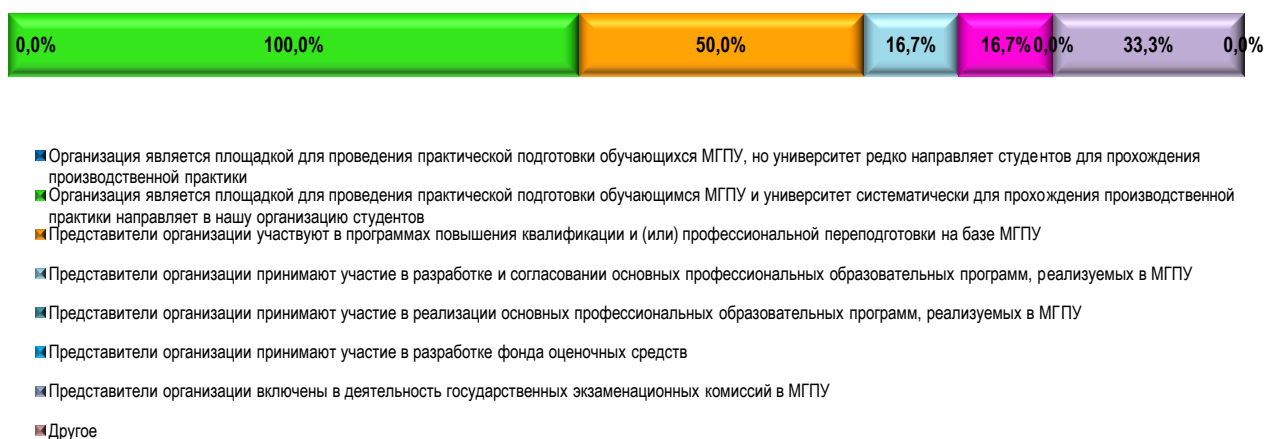 0,0% 100,0% 50,0% 16,7% 16,7% 0,0% 33,3% 0,0%
Организация является площадкой для проведения практической подготовки обучающихся МГПУ, но университет редко направляет студентов для прохождения
производственной практики
Организация является площадкой для проведения практической подготовки обучающимся МГПУ и университет систематически для прохождения производственной
практики направляет в нашу организацию студентов
Представители организации участвуют в программах повышения квалификации и (или) профессиональной переподготовки на базе МГПУ
Представители организации принимают участие в разработке и согласовании основных профессиональных образовательных программ, реализуемых в МГПУ
Представители организации принимают участие в реализации основных профессиональных образовательных программ, реализуемых в МГПУ
Представители организации принимают участие в разработке фонда оценочных средств
Представители организации включены в деятельность государственных экзаменационных комиссий в МГПУ
Другое